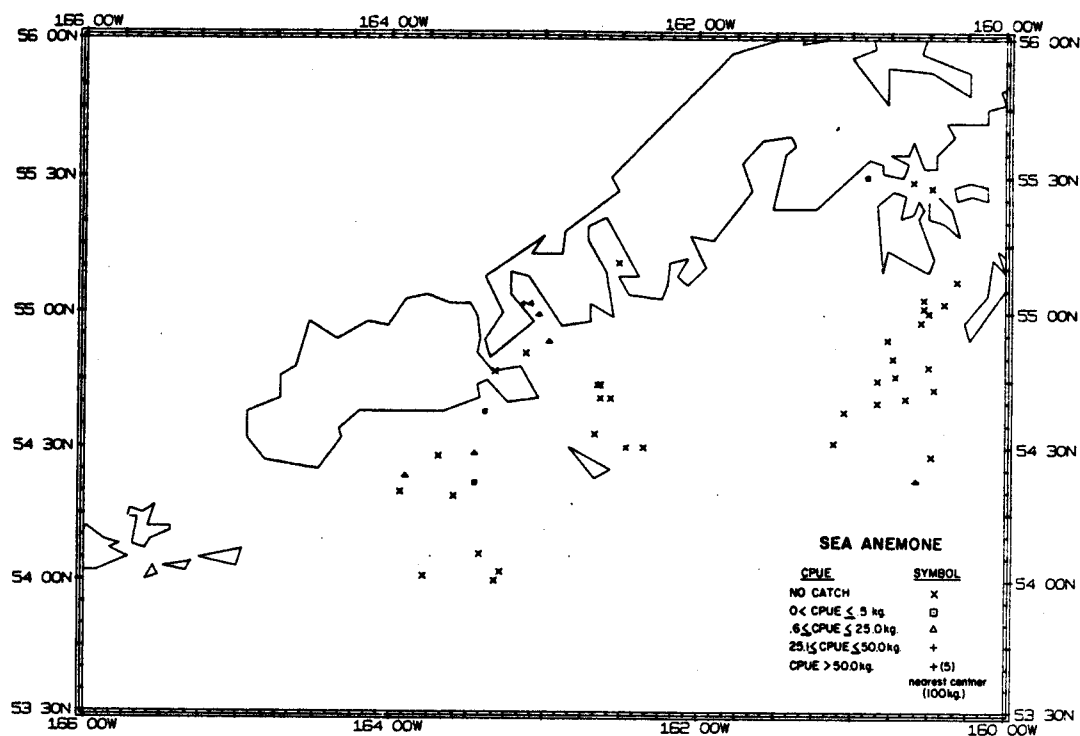 166 00W 164 00W 162 00W 160 00W
56 00N 56 00N
55 30N 55 30N
55 00N 55 00N
54 30N 54 30N
54 00N 54 00N
SEA ANEMONE
CPUE SYMBOL
NO CATCH x
0 < CPUE ≤ .5 kg. □
.6 ≤ CPUE ≤ 25.0 kg. △
25.1 ≤ CPUE ≤ 50.0 kg. +
CPUE > 50.0 kg. + (5)
nearest centner
(100 kg.)
53 30N 53 30N
166 00W 164 00W 162 00W 160 00W